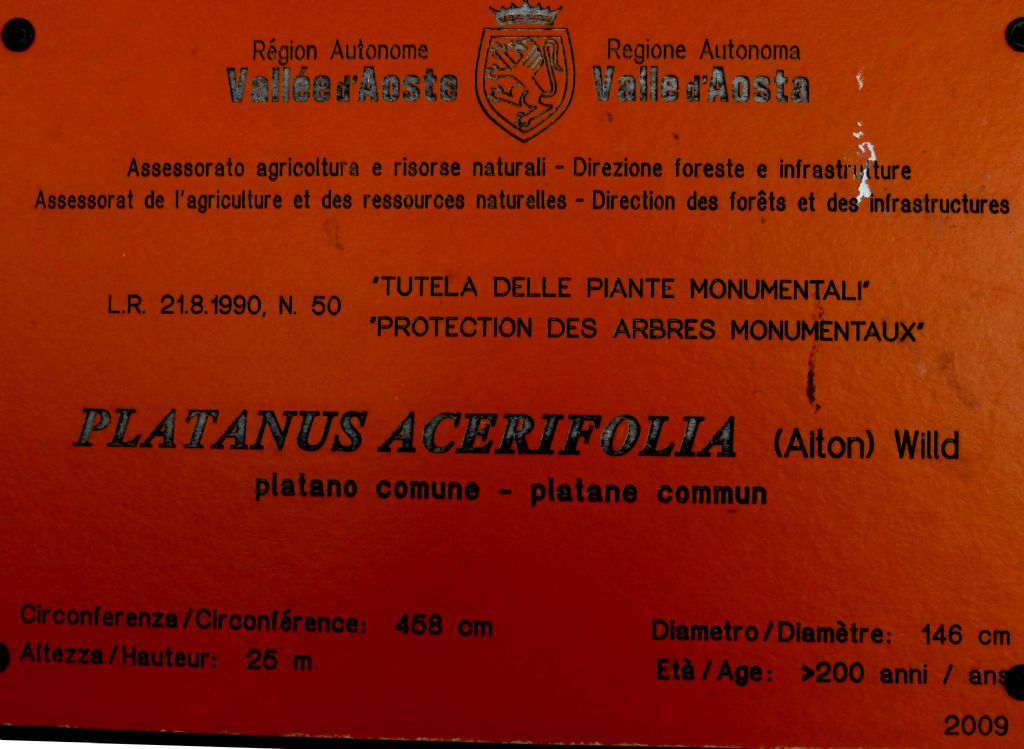 Région Autonome
Vallée d'Aoste
Regione Autonoma
Valle d'Aosta
Assessorato agricoltura e risorse naturali - Direzione foreste e infrastrutture
Assessorat de l'agriculture et des ressources naturelles - Direction des forêts et des infrastructures
L.R. 21.8.1990, N. 50
"TUTELA DELLE PIANTE MONUMENTALI"
"PROTECTION DES ARBRES MONUMENTAUX"
PLATANUS ACERIFOLIA (Aiton) Willd
platano comune - platane commun
Circonferenza/Circonférence: 458 cm
Altezza/Hauteur: 25 m
Diametro/Diamètre: 146 cm
Età/Age: >200 anni / ans
2009